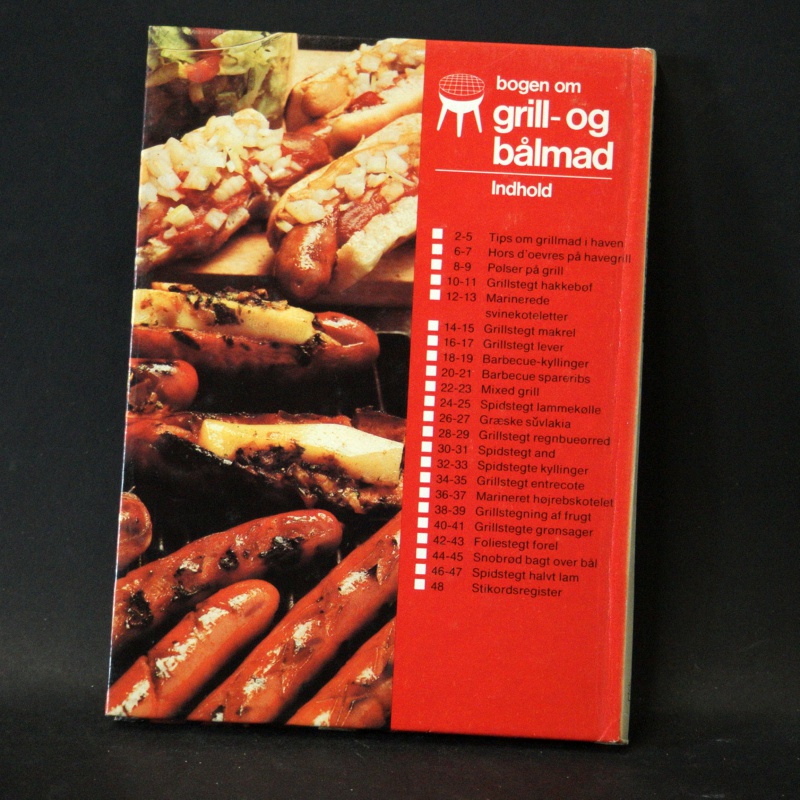 bogen om
grill- og
bålmad
Indhold
2-5 Tips om grillmad i haven
6-7 Hors d'oevres på havegrill
8-9 Pølser på grill
10-11 Grillstegt hakkebøf
12-13 Marinerede
svinekoteletter
14-15 Grillstegt makrel
16-17 Grillstegt lever
18-19 Barbecue-kyllinger
20-21 Barbecue spareribs
22-23 Mixed grill
24-25 Spidstegt lammekølle
26-27 Græske sŭvlakia
28-29 Grillstegt regnbueørred
30-31 Spidstegt and
32-33 Spidstegte kyllinger
34-35 Grillstegt entrecote
36-37 Marineret højrebskotelet
38-39 Grillstegning af frugt
40-41 Grillstegte grønsager
42-43 Foliestegt forel
44-45 Snobrød bagt over bål
46-47 Spidstegt halvt lam
48 Stikordsregister